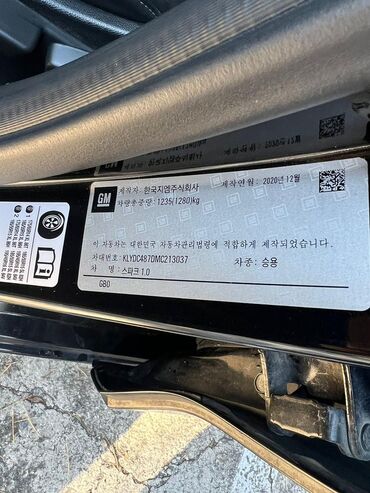 GM
제작자: 한국지엠주식회사
제작연월: 2020년 12월
차량총중량: 1235(1280)kg
이 자동차는 대한민국 자동차관리법령에 적합하게 제작되었습니다.
차대번호: KLYDC487DMC213037
차종: 승용
차 명: 스파크 1.0
GB0